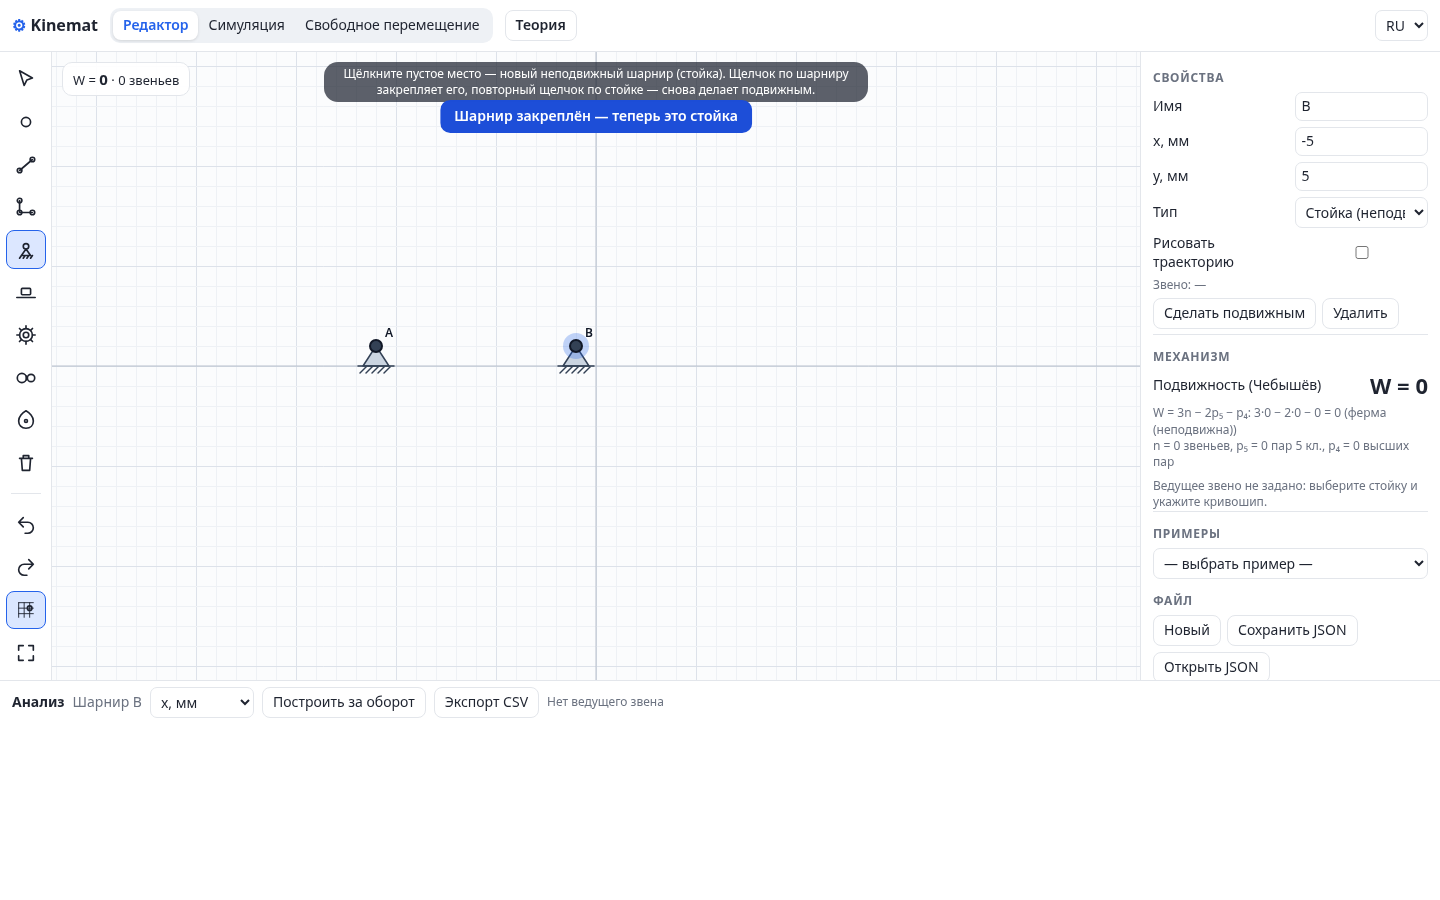 Kinemat
Редактор
Симуляция
Свободное перемещение
Теория
RU
W = 0 · 0 звеньев
Щёлкните пустое место — новый неподвижный шарнир (стойка). Щелчок по шарниру
закрепляет его, повторный щелчок по стойке — снова делает подвижным.
Шарнир закреплён — теперь это стойка
A
B
СВОЙСТВА
Имя
B
x, мм
-5
y, мм
5
Тип
Стойка (непод
Рисовать
траекторию
Звено: —
Сделать подвижным
Удалить
МЕХАНИЗМ
Подвижность (Чебышёв)
W = 0
W = 3n − 2p₅ − p₄: 3·0 − 2·0 − 0 = 0 (ферма
(неподвижна))
n = 0 звеньев, p₅ = 0 пар 5 кл., p₄ = 0 высших
пар
Ведущее звено не задано: выберите стойку и
укажите кривошип.
ПРИМЕРЫ
— выбрать пример —
ФАЙЛ
Новый
Сохранить JSON
Открыть JSON
Анализ
Шарнир B
x, мм
Построить за оборот
Экспорт CSV
Нет ведущего звена